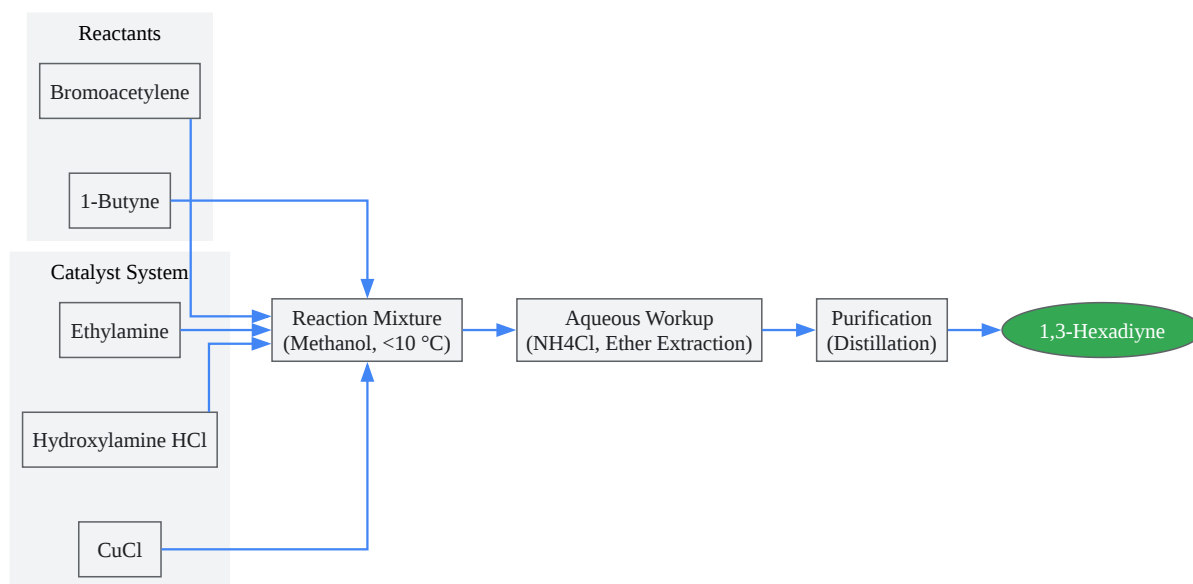 Reactants
Bromoacetylene
1-Butyne
Catalyst System
Ethylamine
Hydroxylamine HCl
CuCl
Reaction Mixture
(Methanol, <10 °C)
Aqueous Workup
(NH4Cl, Ether Extraction)
Purification
(Distillation)
1,3-Hexadiyne